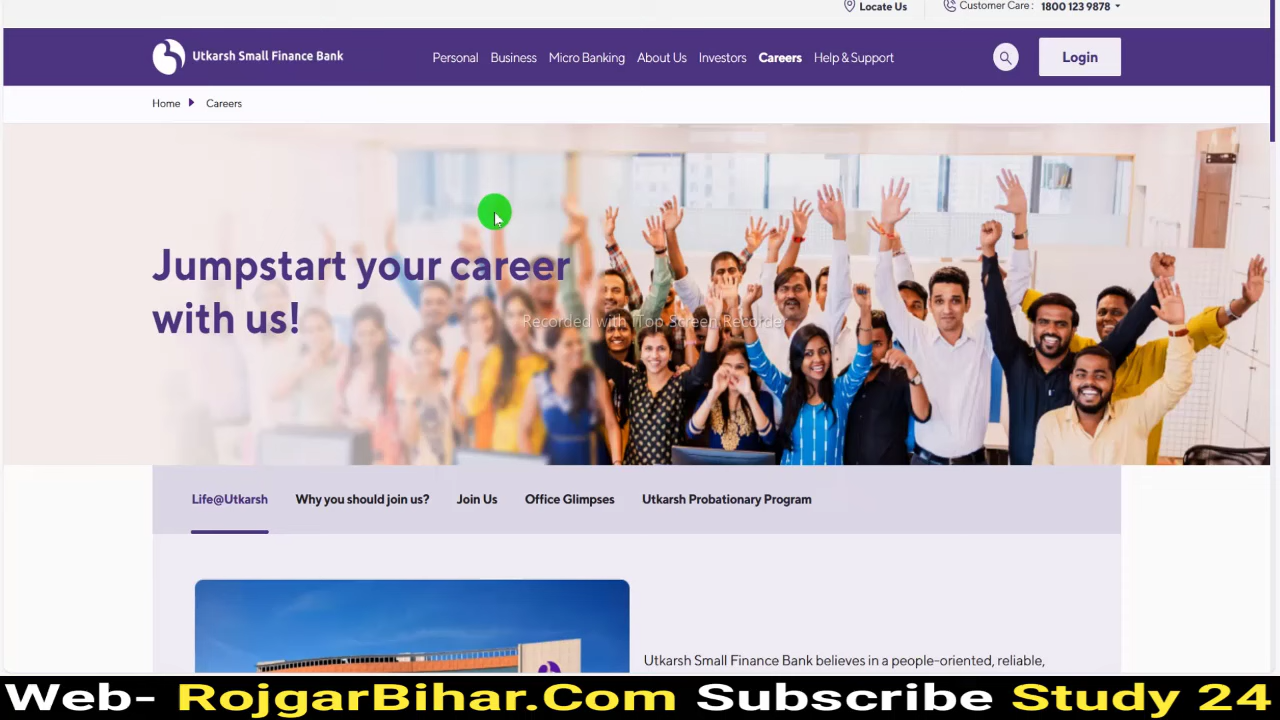 Locate Us
Customer Care : 1800 123 9878
Utkarsh Small Finance Bank
Personal Business Micro Banking About Us Investors Careers Help & Support
Login
Home Careers
Jumpstart your career
with us!
Recorded with iTop Screen Recorder
Life@Utkarsh Why you should join us? Join Us Office Glimpses Utkarsh Probationary Program
Utkarsh Small Finance Bank believes in a people-oriented, reliable,
Web- RojgarBihar.Com Subscribe Study 24